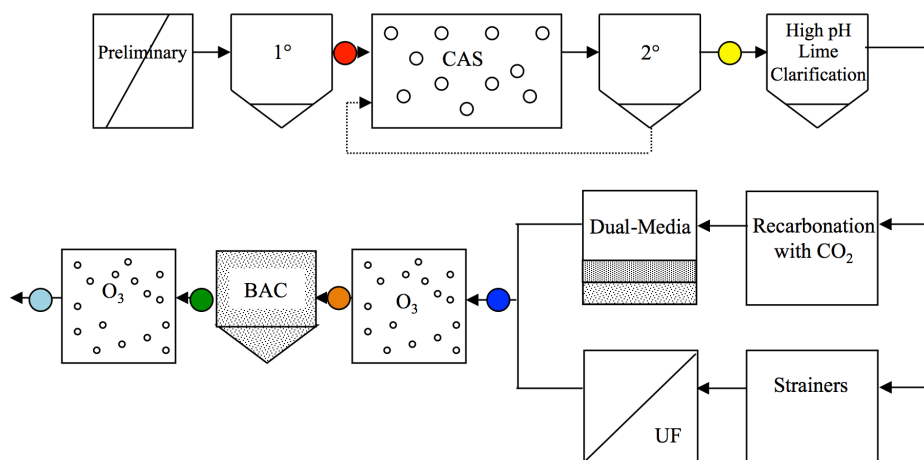 Preliminary
1°
CAS
2°
High pH
Lime
Clarification
Dual-Media
Recarbonation
with CO₂
O₃
BAC
O₃
UF
Strainers